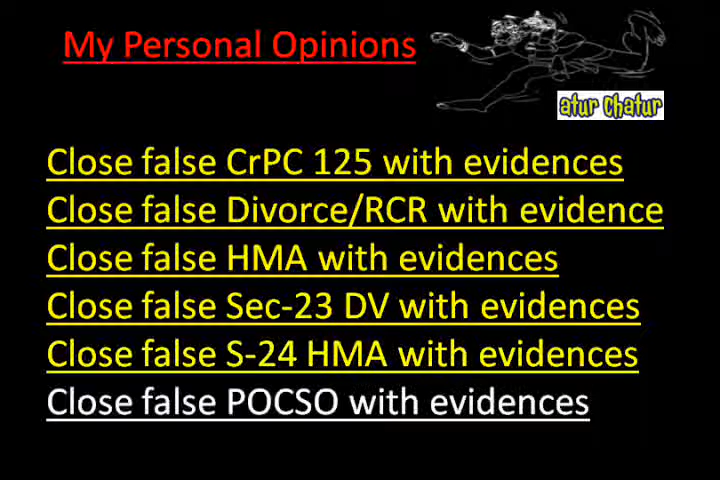 My Personal Opinions
atur Chatur
Close false CrPC 125 with evidences
Close false Divorce/RCR with evidence
Close false HMA with evidences
Close false Sec-23 DV with evidences
Close false S-24 HMA with evidences
Close false POCSO with evidences